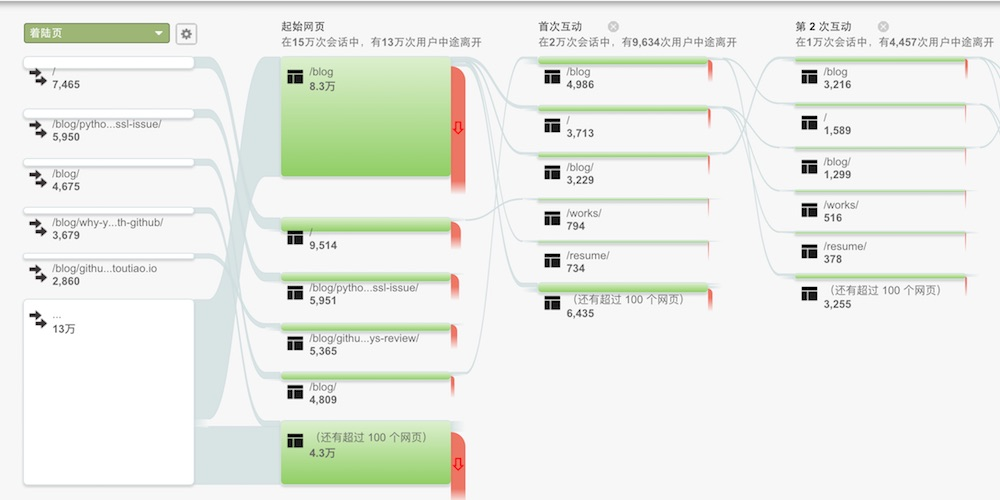 着陆页
/
7,465
/blog/pytho...ssl-issue/
5,950
/blog/
4,675
/blog/why-y...th-github/
3,679
/blog/githu...toutiao.io
2,860
...
13万
起始网页
在15万次会话中，有13万次用户中途离开
/blog
8.3万
/
9,514
/blog/pytho...ssl-issue/
5,951
/blog/githu...ys-review/
5,365
/blog/
4,809
（还有超过 100 个网页）
4.3万
首次互动
在2万次会话中，有9,634次用户中途离开
/blog
4,986
/
3,713
/blog/
3,229
/works/
794
/resume/
734
（还有超过 100 个网页）
6,435
第 2 次互动
在1万次会话中，有4,457次用户中途离开
/blog
3,216
/
1,589
/blog/
1,299
/works/
516
/resume/
378
（还有超过 100 个网页）
3,255